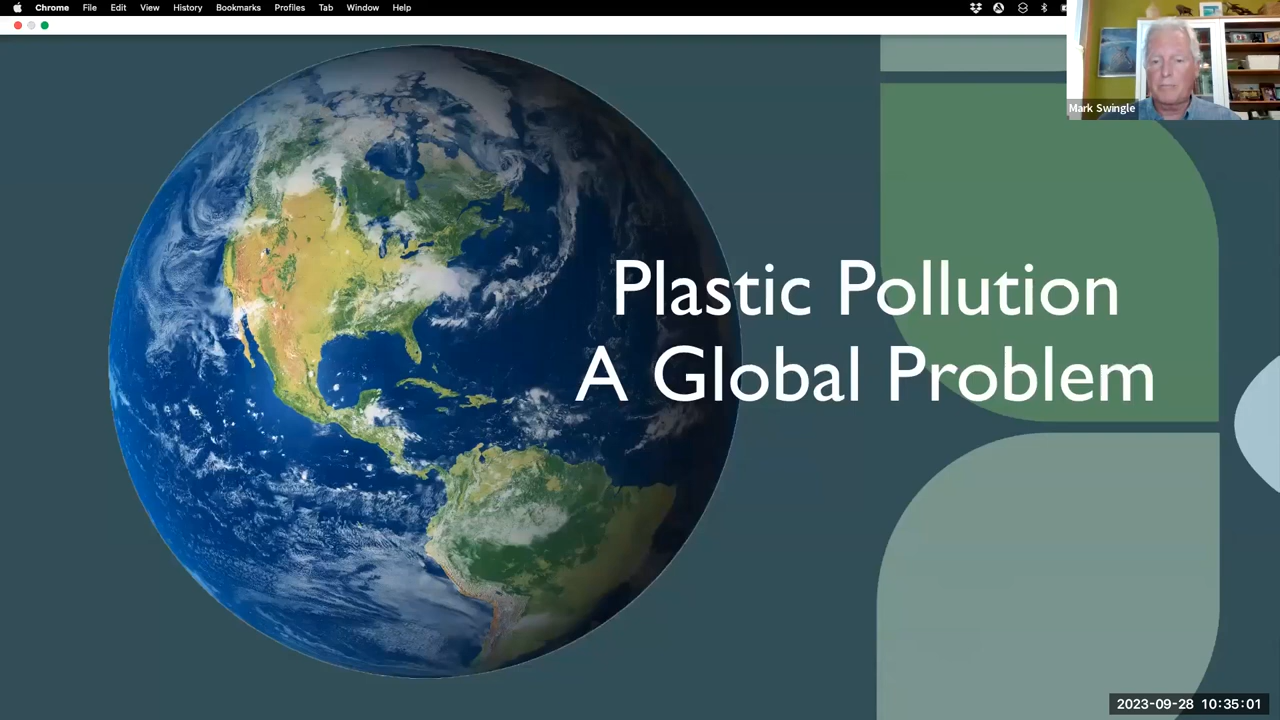 Chrome File Edit View History Bookmarks Profiles Tab Window Help
Mark Swingle
Plastic Pollution
A Global Problem
2023-09-28 10:35:01